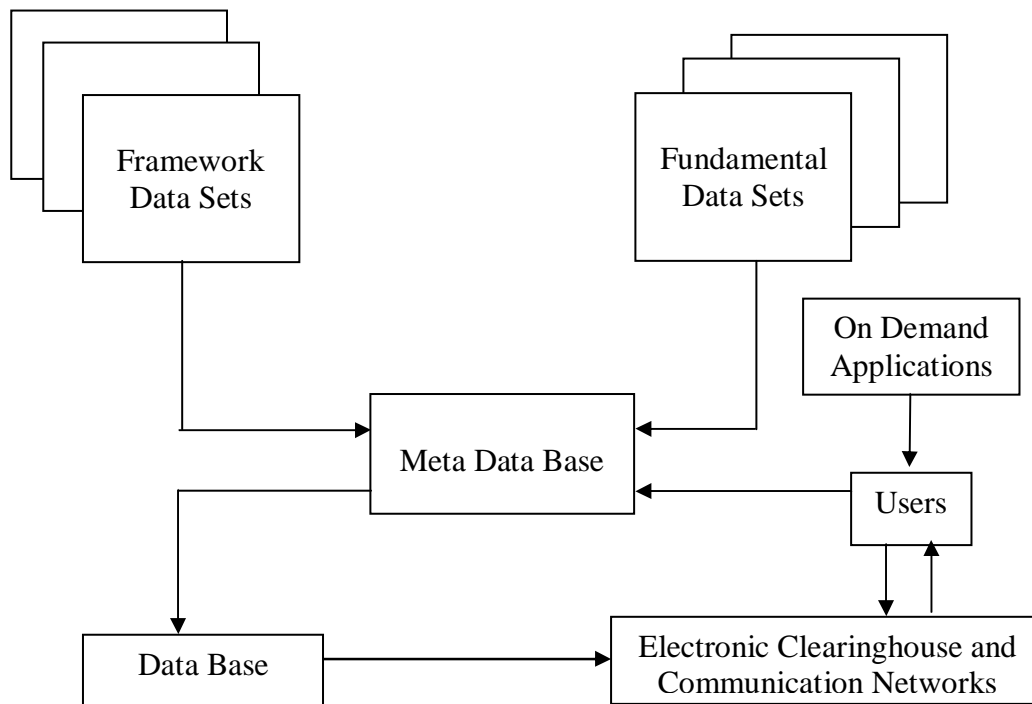 Framework
Data Sets
Fundamental
Data Sets
On Demand
Applications
Meta Data Base
Users
Data Base
Electronic Clearinghouse and
Communication Networks